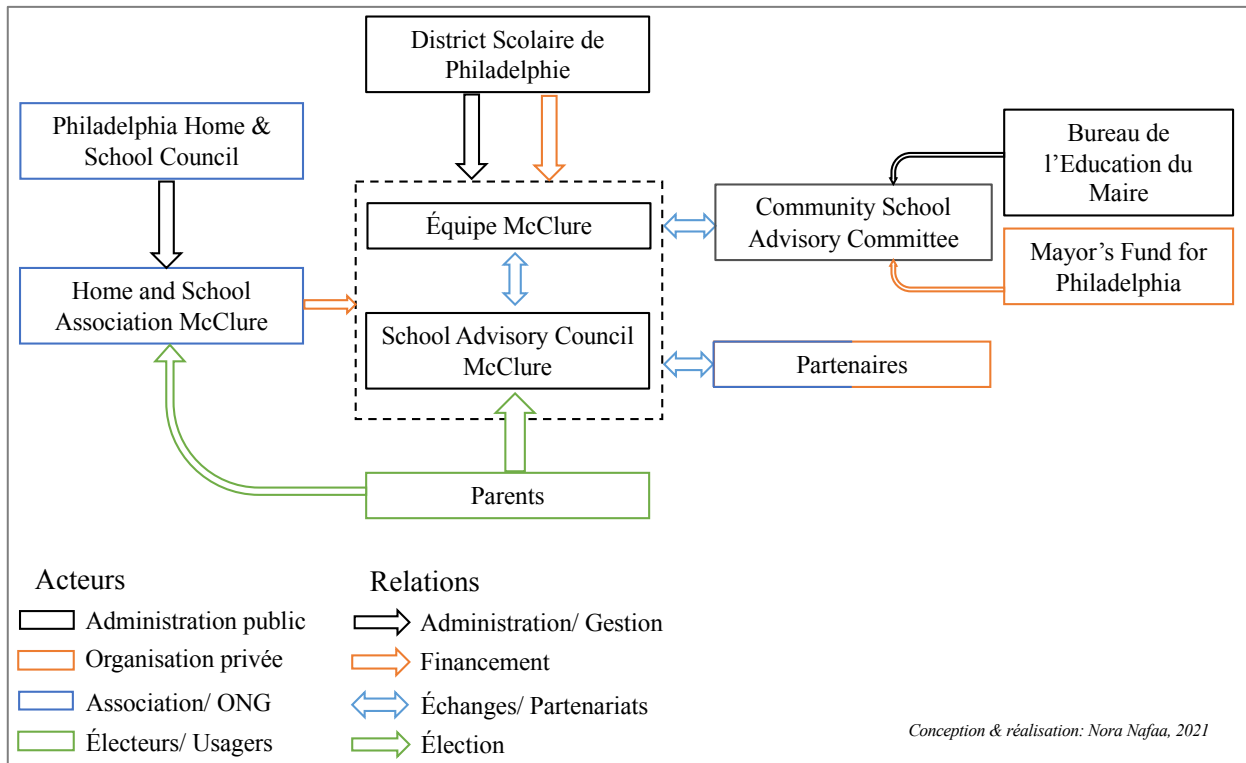 District Scolaire de
Philadelphie
Philadelphia Home &
School Council
Bureau de
l’Education du
Maire
Équipe McClure
Community School
Advisory Committee
Mayor’s Fund for
Philadelphia
Home and School
Association McClure
School Advisory Council
McClure
Partenaires
Parents
Acteurs
Administration public
Organisation privée
Association/ ONG
Électeurs/ Usagers
Relations
Administration/ Gestion
Financement
Échanges/ Partenariats
Élection
Conception & réalisation: Nora Nafaa, 2021